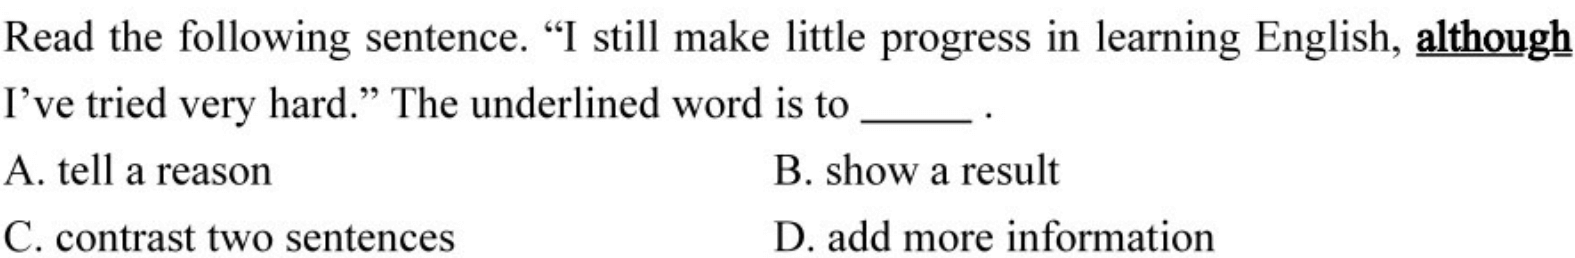 Read the following sentence. “I still make little progress in learning English, although
I’ve tried very hard.” The underlined word is to _____ .
A. tell a reason B. show a result
C. contrast two sentences D. add more information